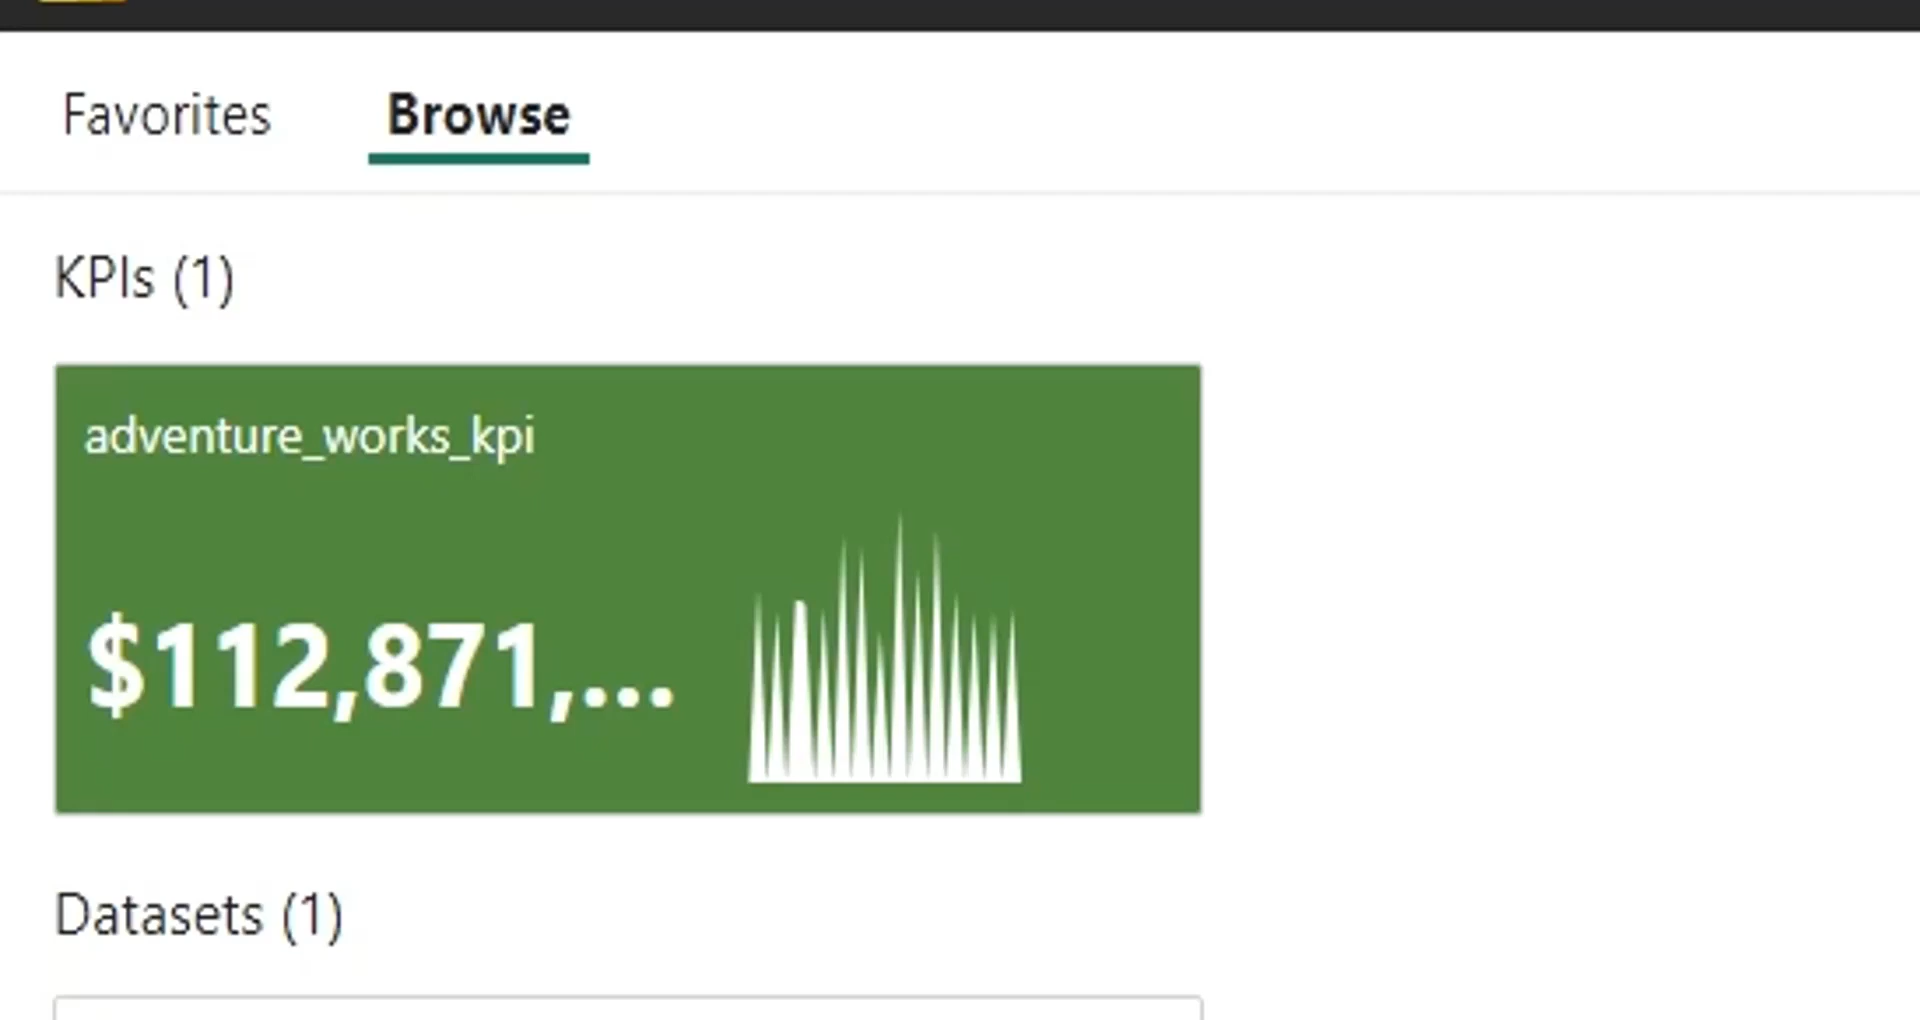 Favorites Browse
KPIs (1)
adventure_works_kpi
$112,871,...
Datasets (1)